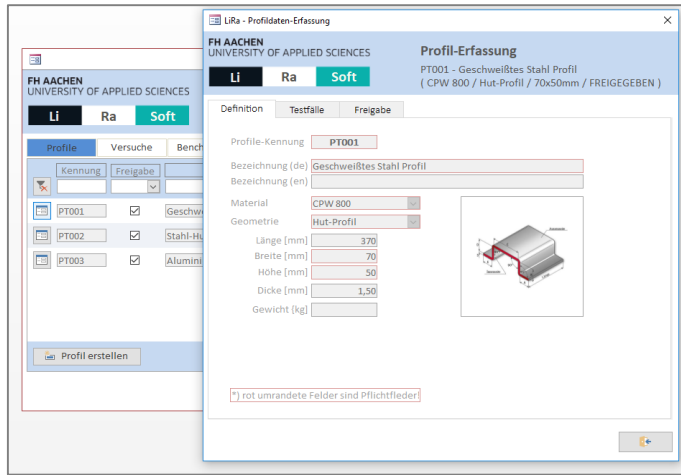 LiRa - Profildaten-Erfassung
FH AACHEN
UNIVERSITY OF APPLIED SCIENCES
Li Ra Soft
Profil-Erfassung
PT001 - Geschweißtes Stahl Profil
( CPW 800 / Hut-Profil / 70x50mm / FREIGEGEBEN )
Definition Testfälle Freigabe
Profile-Kennung PT001
Bezeichnung (de) Geschweißtes Stahl Profil
Bezeichnung (en)
Material CPW 800
Geometrie Hut-Profil
Länge [mm] 370
Breite [mm] 70
Höhe [mm] 50
Dicke [mm] 1,50
Gewicht [kg]
*) rot umrandete Felder sind Pflichtfleder!
FH AACHEN
UNIVERSITY OF APPLIED SCIENCES
Li Ra Soft
Profile Versuche Bench
Kennung Freigabe
PT001 Geschw
PT002 Stahl-Hu
PT003 Alumini
Profil erstellen